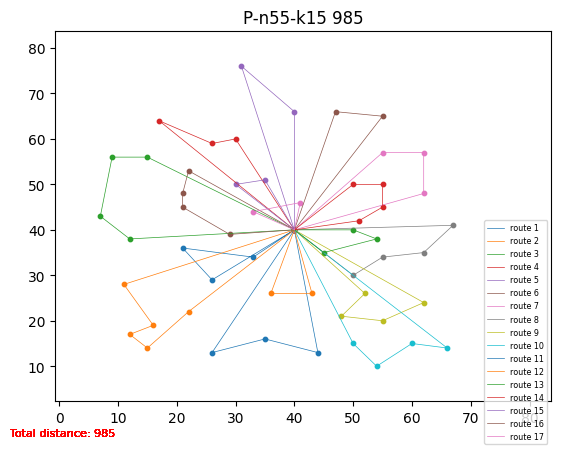 P-n55-k15 985
80
70
60
50
40
30
20
10
0
10
20
30
40
50
60
70
80
route 1
route 2
route 3
route 4
route 5
route 6
route 7
route 8
route 9
route 10
route 11
route 12
route 13
route 14
route 15
route 16
route 17
Total distance: 985